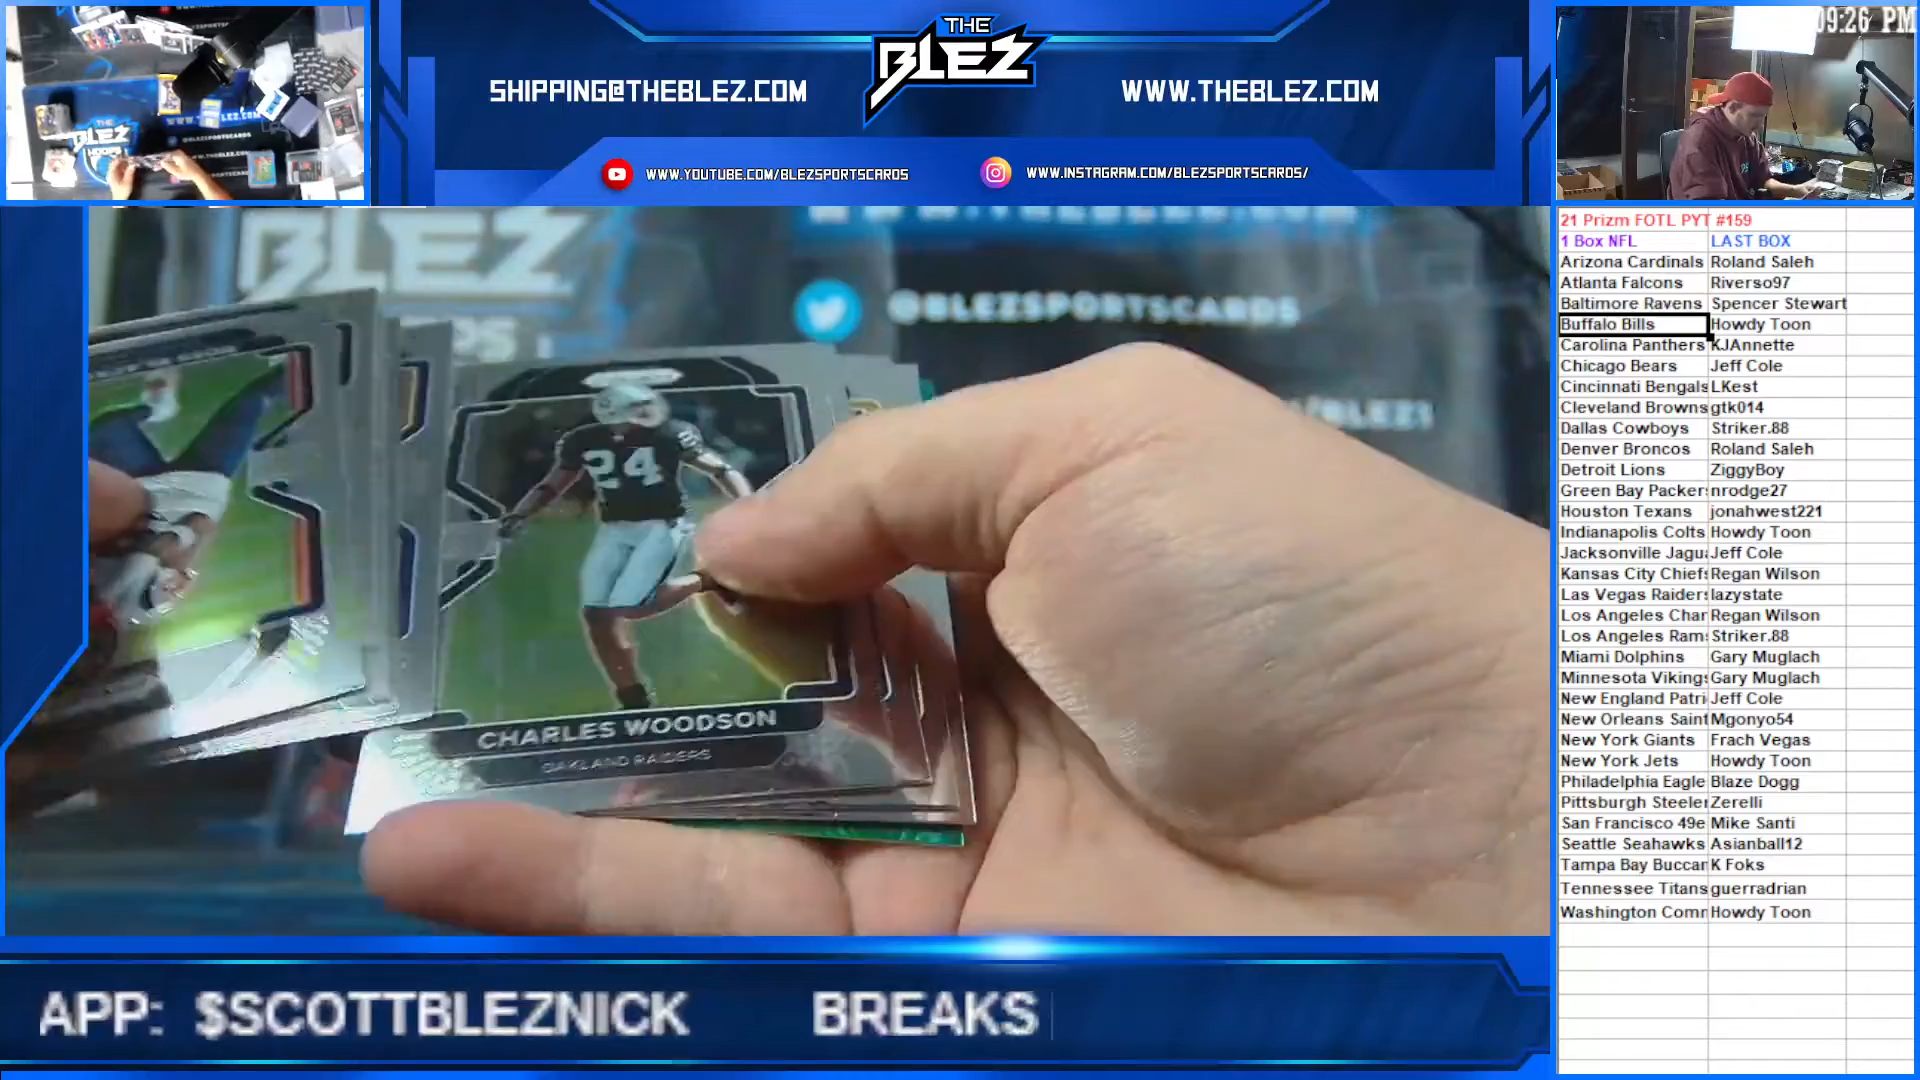 THE
BLEZ
SHIPPING@THEBLEZ.COM
WWW.THEBLEZ.COM
WWW.YOUTUBE.COM/BLEZSPORTSCARDS
WWW.INSTAGRAM.COM/BLEZSPORTSCARDS/
09:26 PM
BLEZ
@BLEZSPORTSCARDS
24
CHARLES WOODSON
OAKLAND RAIDERS
APP: $SCOTTBLEZNICK BREAKS
21 Prizm FOTL PYT #159
1 Box NFL LAST BOX
Arizona Cardinals Roland Saleh
Atlanta Falcons Riverso97
Baltimore Ravens Spencer Stewart
Buffalo Bills Howdy Toon
Carolina Panthers KJAnnette
Chicago Bears Jeff Cole
Cincinnati Bengals LKest
Cleveland Browns gtk014
Dallas Cowboys Striker.88
Denver Broncos Roland Saleh
Detroit Lions ZiggyBoy
Green Bay Packer nrodge27
Houston Texans jonahwest221
Indianapolis Colts Howdy Toon
Jacksonville Jagu Jeff Cole
Kansas City Chiefs Regan Wilson
Las Vegas Raider lazystate
Los Angeles Char Regan Wilson
Los Angeles Ram Striker.88
Miami Dolphins Gary Muglach
Minnesota Viking Gary Muglach
New England Patri Jeff Cole
New Orleans Saint Mgonyo54
New York Giants Frach Vegas
New York Jets Howdy Toon
Philadelphia Eagle Blaze Dogg
Pittsburgh Steeler Zerelli
San Francisco 49e Mike Santi
Seattle Seahawks Asianball12
Tampa Bay Buccar K Foks
Tennessee Titans guerradrian
Washington Comr Howdy Toon